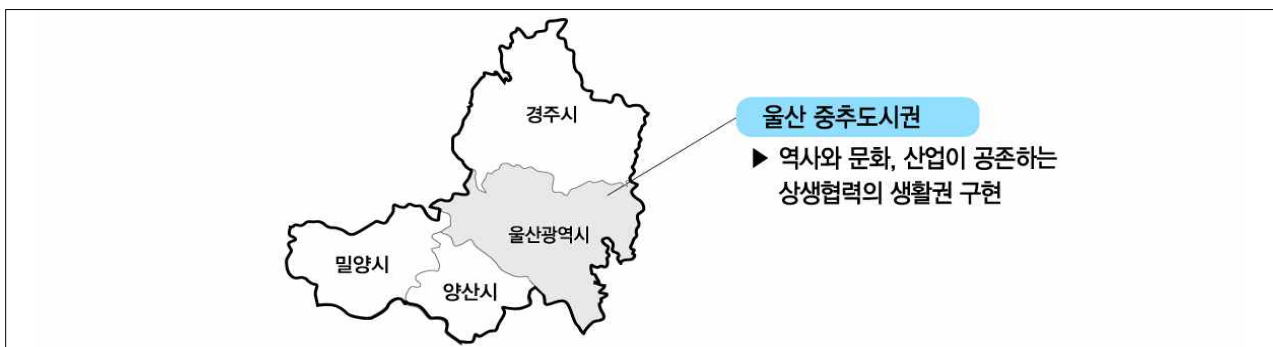 경주시
울산 중추도시권
▶ 역사와 문화, 산업이 공존하는
상생협력의 생활권 구현
울산광역시
밀양시
양산시